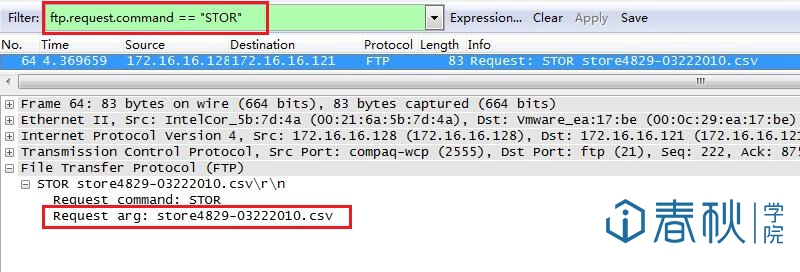 Filter: ftp.request.command == "STOR" Expression... Clear Apply Save
No. Time Source Destination Protocol Length Info
64 4.369659 172.16.16.128 172.16.16.121 FTP 83 Request: STOR store4829-03222010.csv
Frame 64: 83 bytes on wire (664 bits), 83 bytes captured (664 bits)
Ethernet II, Src: IntelCor_5b:7d:4a (00:21:6a:5b:7d:4a), Dst: Vmware_ea:17:be (00:0c:29:ea:17:be)
Internet Protocol Version 4, Src: 172.16.16.128 (172.16.16.128), Dst: 172.16.16.121 (172.16.16.121
Transmission Control Protocol, Src Port: compaq-wcp (2555), Dst Port: ftp (21), Seq: 222, Ack: 875
File Transfer Protocol (FTP)
STOR store4829-03222010.csv\r\n
Request command: STOR
Request arg: store4829-03222010.csv
春秋学院